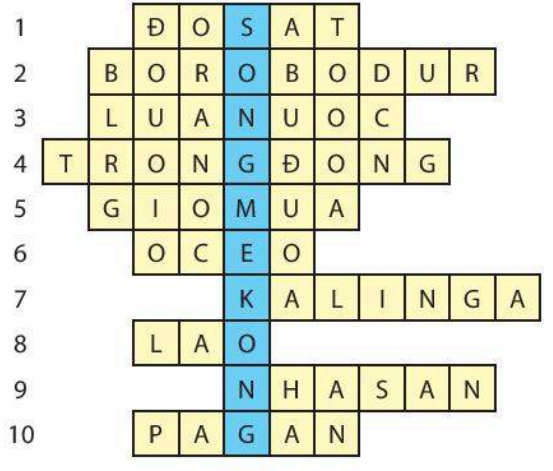 1 ĐOSAT
2 BOROBODUR
3 LUANUOC
4 TRONGĐONG
5 GIOMUA
6 OCEO
7 KALINGA
8 LAO
9 NHASAN
10 PAGAN